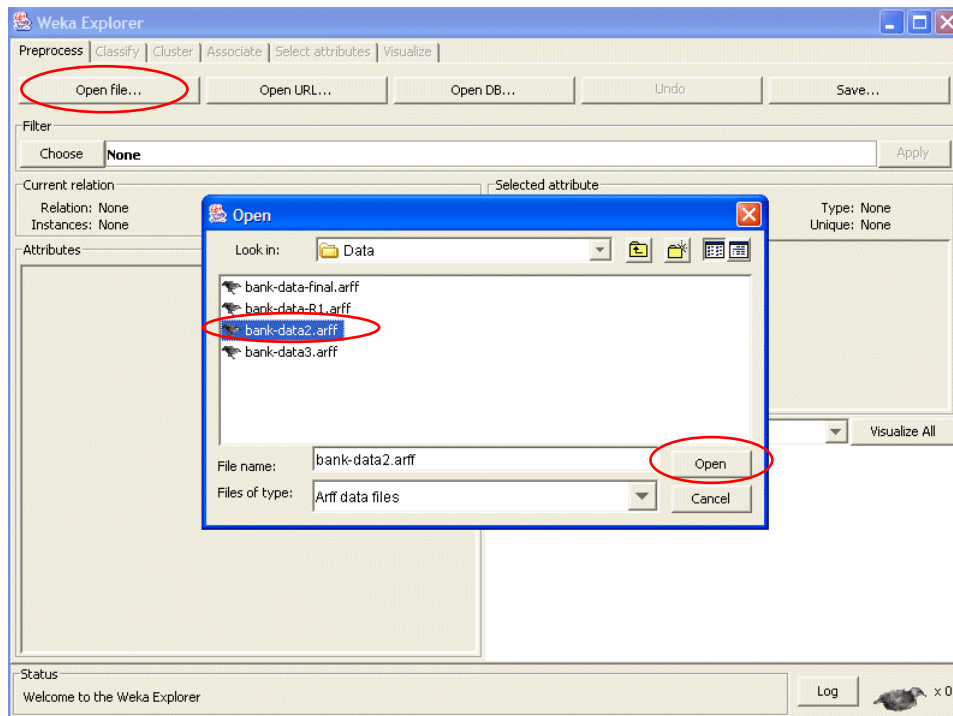 Weka Explorer
Preprocess Classify Cluster Associate Select attributes Visualize
Open file... Open URL... Open DB... Undo Save...
Filter
Choose None Apply
Current relation
Relation: None
Instances: None
Selected attribute
Type: None
Unique: None
Attributes
Open
Look in: Data
bank-data-final.arff
bank-data-R1.arff
bank-data2.arff
bank-data3.arff
File name: bank-data2.arff Open
Files of type: Arff data files Cancel
Visualize All
Status
Welcome to the Weka Explorer
Log x 0